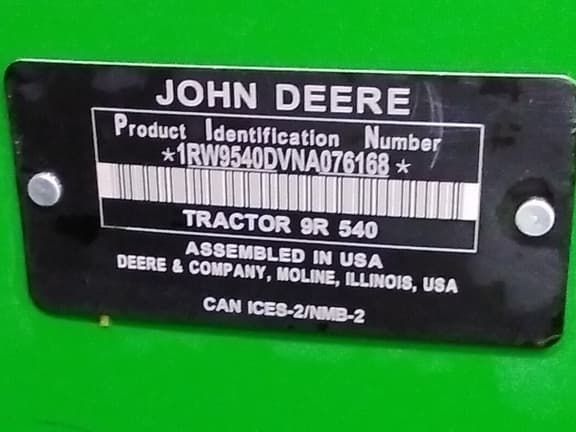 JOHN DEERE
Product Identification Number
*1RW9540DVNA076168*
TRACTOR 9R 540
ASSEMBLED IN USA
DEERE & COMPANY, MOLINE, ILLINOIS, USA
CAN ICES-2/NMB-2